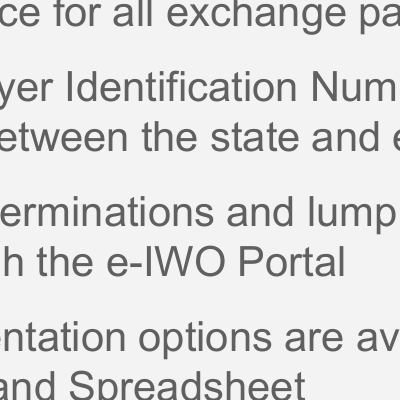 ce for all exchange pa
yer Identification Num
etween the state and e
erminations and lump
h the e-IWO Portal
entation options are av
and Spreadsheet